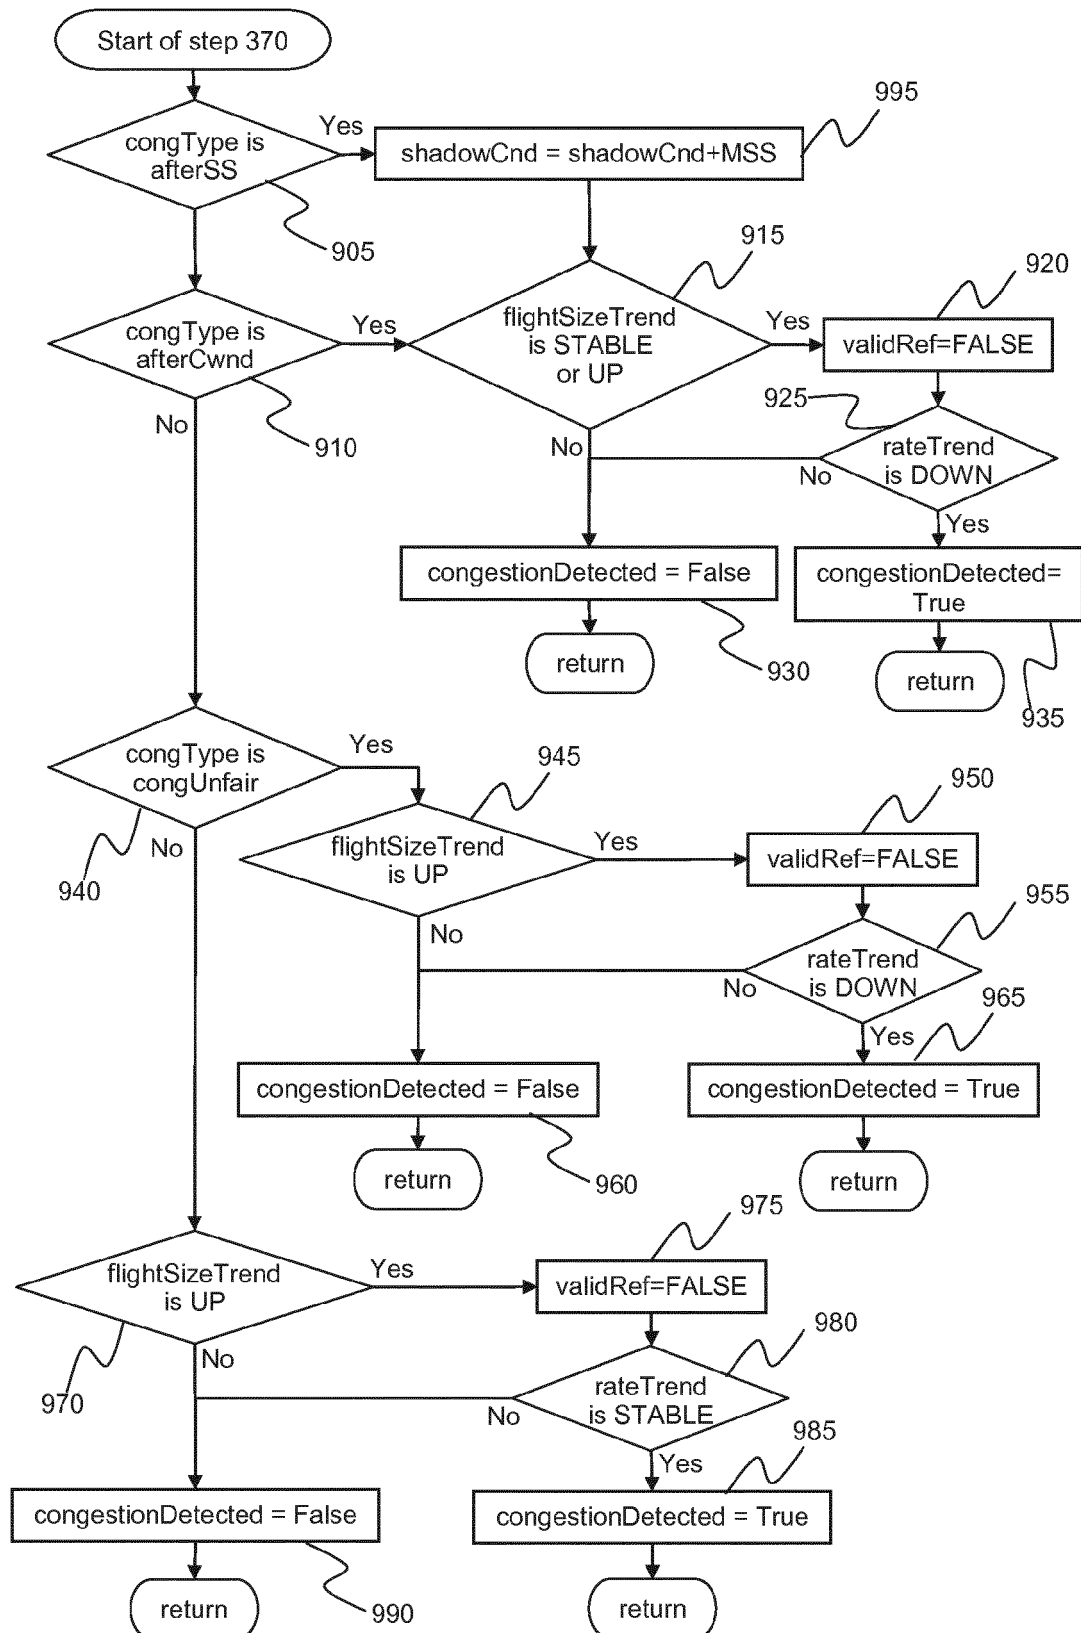 Start of step 370
congType is
afterSS
Yes
shadowCnd = shadowCnd+MSS
995
905
915
920
congType is
afterCwnd
Yes
flightSizeTrend
is STABLE
or UP
Yes
validRef=FALSE
925
No
910
No
rateTrend
is DOWN
No
Yes
congestionDetected = False
congestionDetected=
True
return
930
return
935
congType is
congUnfair
Yes
945
950
940
No
flightSizeTrend
is UP
Yes
validRef=FALSE
955
No
rateTrend
is DOWN
No
965
Yes
congestionDetected = False
congestionDetected = True
return
960
return
975
flightSizeTrend
is UP
Yes
validRef=FALSE
980
970
No
rateTrend
is STABLE
No
985
Yes
congestionDetected = False
congestionDetected = True
return
990
return